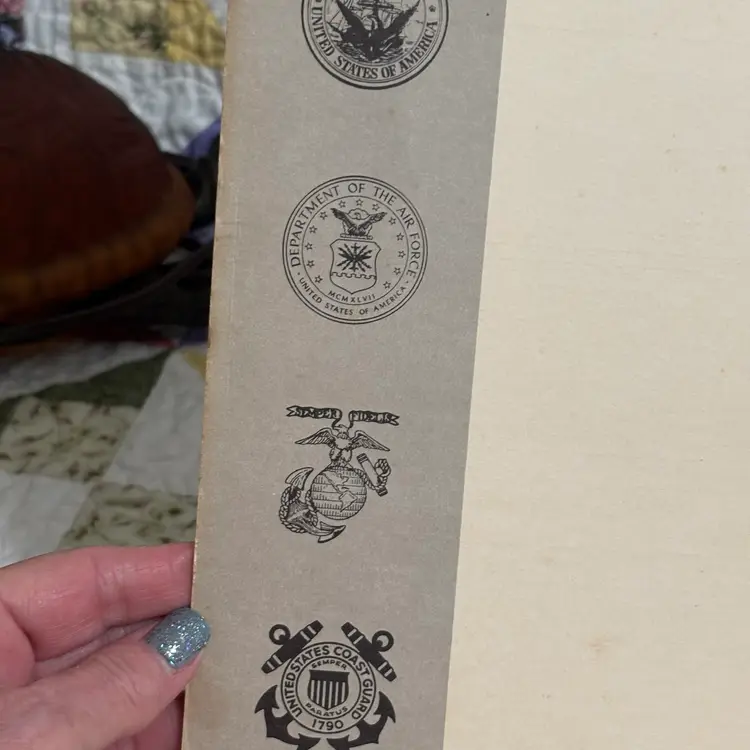 UNITED STATES OF AMERICA
DEPARTMENT OF THE AIR FORCE
MCMXLVII
· UNITED STATES OF AMERICA ·
SEMPER FIDELIS
UNITED STATES COAST GUARD
SEMPER
PARATUS
1790